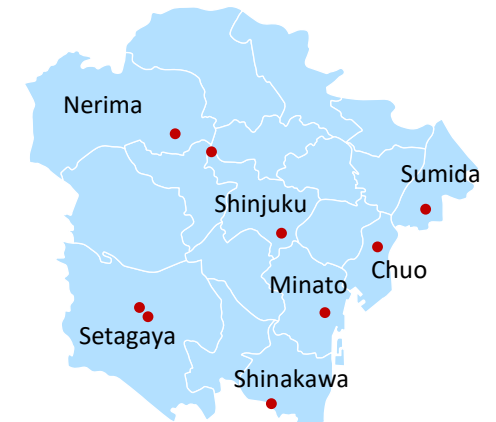 Nerima
Sumida
Shinjuku
Chuo
Minato
Setagaya
Shinakawa